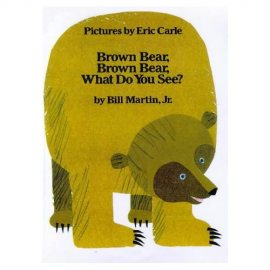 Pictures by Eric Carle
Brown Bear,
Brown Bear,
What Do You See?
by Bill Martin, Jr.